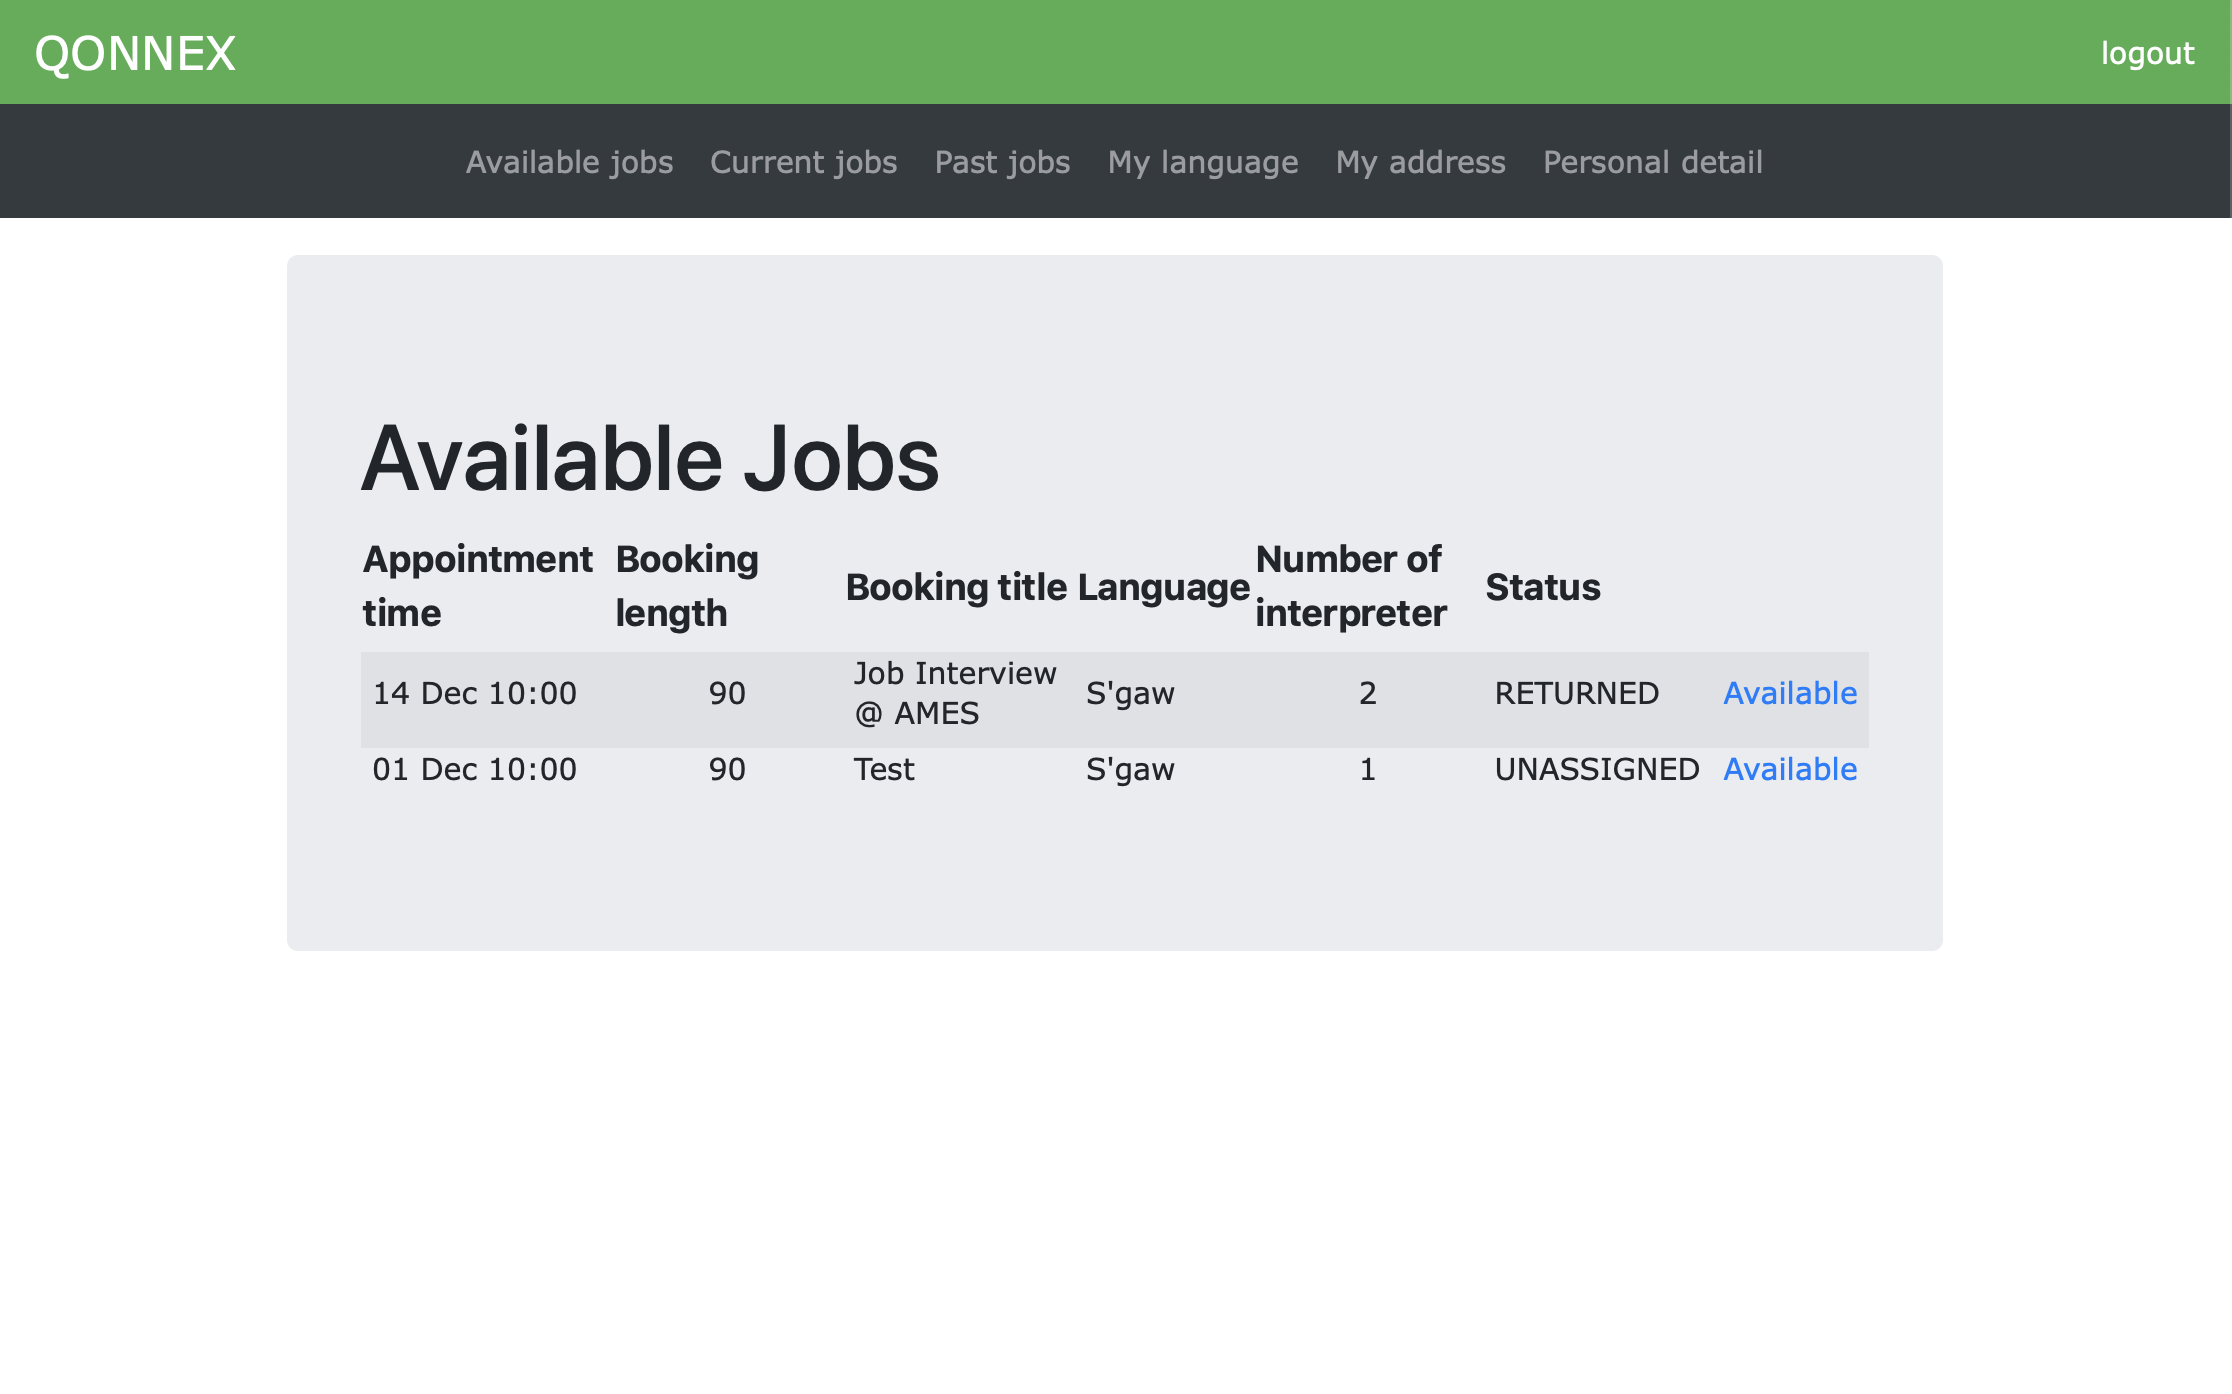 QONNEX
logout
Available jobs Current jobs Past jobs My language My address Personal detail
Available Jobs
Appointment time Booking length Booking title Language Number of interpreter Status
14 Dec 10:00 90 Job Interview @ AMES S'gaw 2 RETURNED Available
01 Dec 10:00 90 Test S'gaw 1 UNASSIGNED Available